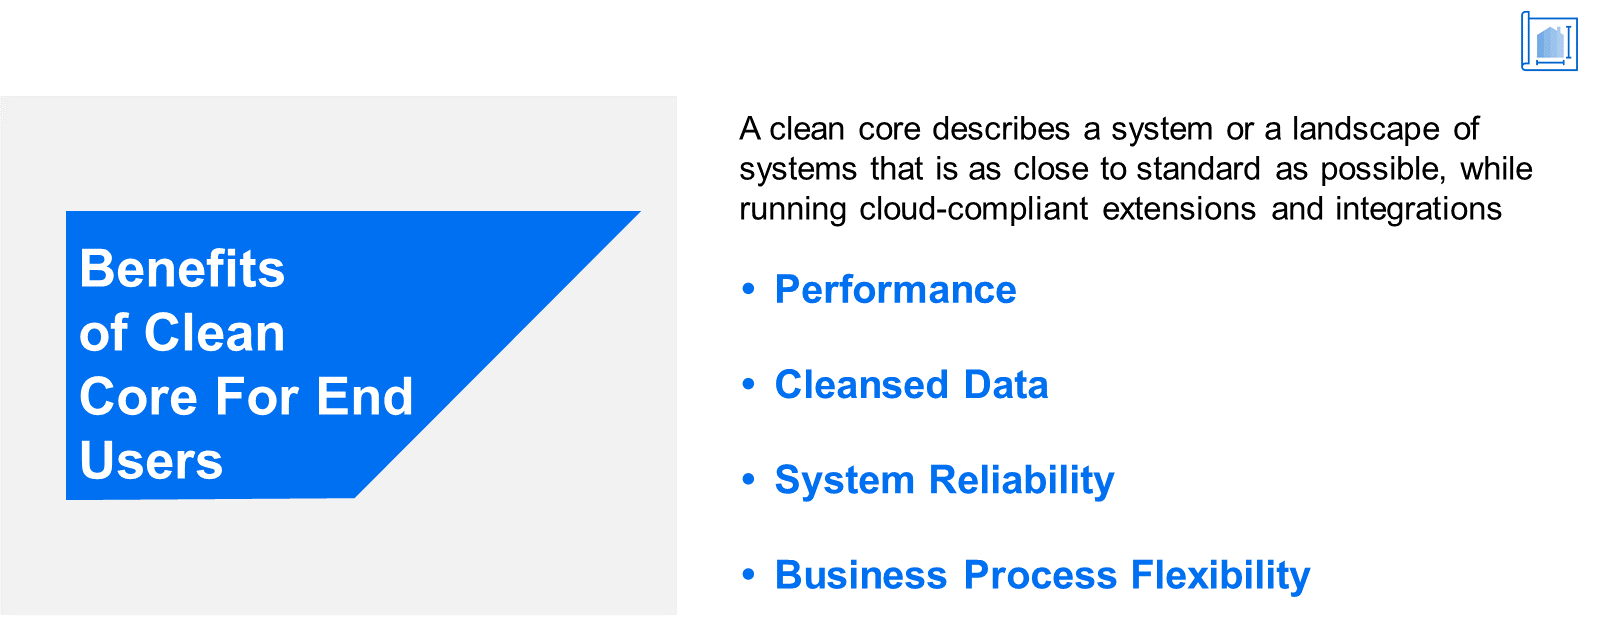 Benefits
of Clean
Core For End
Users
A clean core describes a system or a landscape of
systems that is as close to standard as possible, while
running cloud-compliant extensions and integrations
• Performance
• Cleansed Data
• System Reliability
• Business Process Flexibility